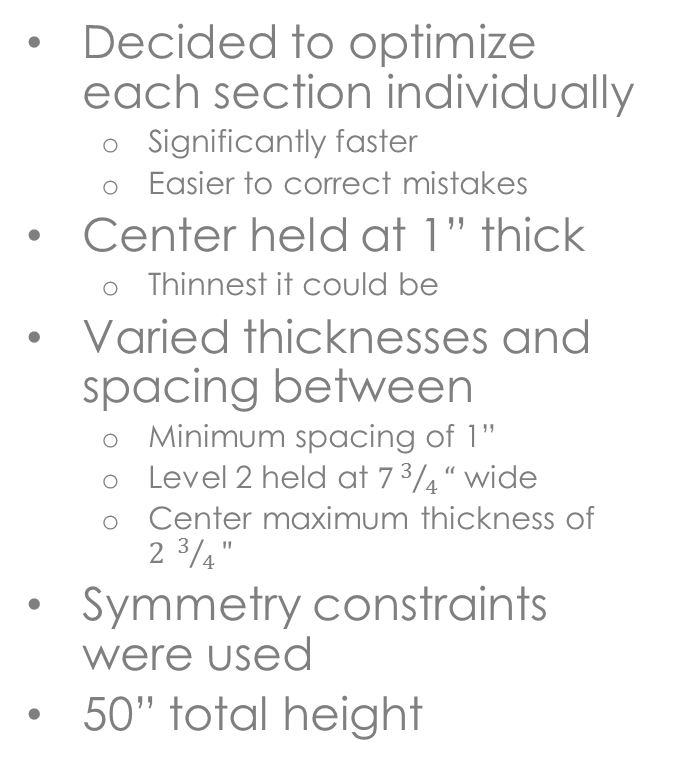 • Decided to optimize
each section individually
o Significantly faster
o Easier to correct mistakes
• Center held at 1” thick
o Thinnest it could be
• Varied thicknesses and
spacing between
o Minimum spacing of 1”
o Level 2 held at 7 3/4 “ wide
o Center maximum thickness of
2 3/4 "
• Symmetry constraints
were used
• 50” total height